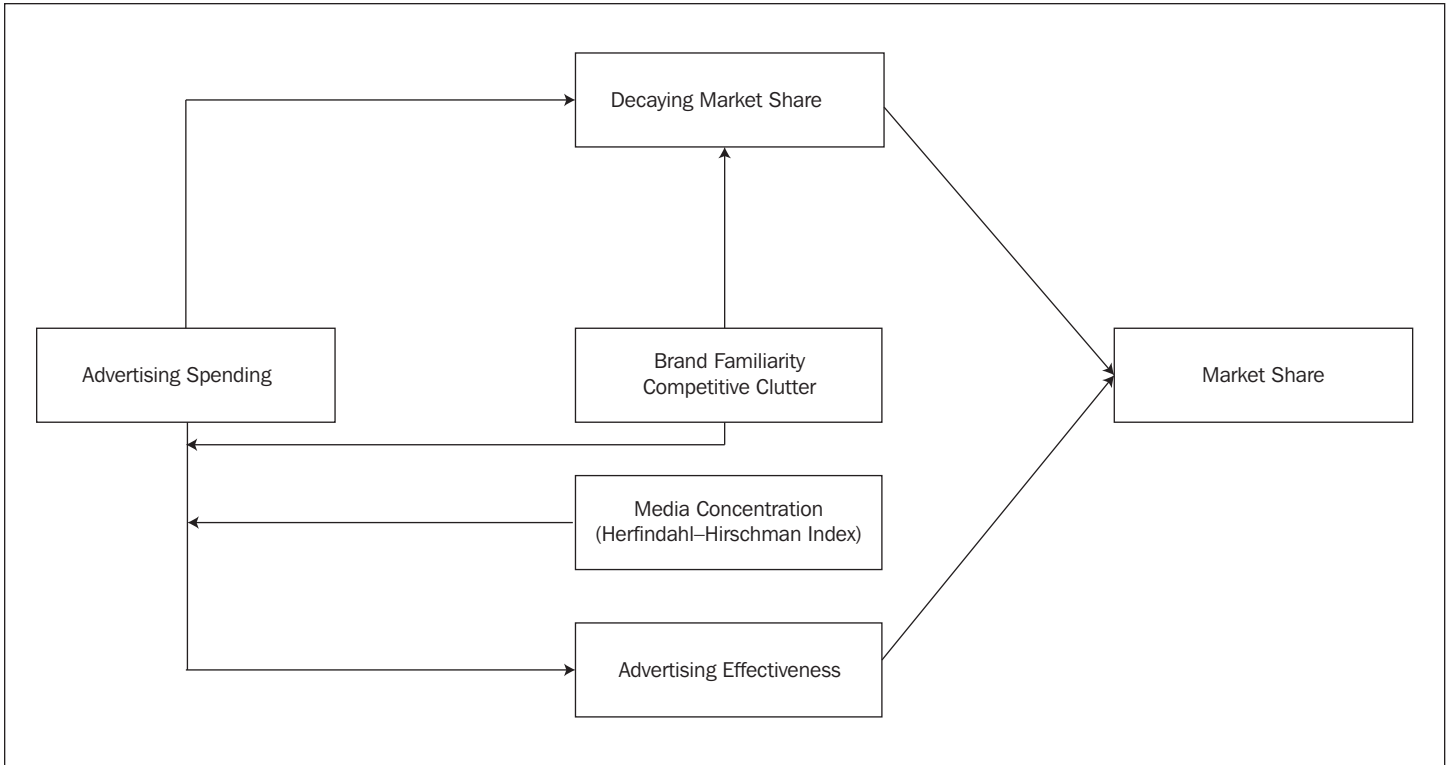 Decaying Market Share
Advertising Spending
Brand Familiarity
Competitive Clutter
Market Share
Media Concentration
(Herfindahl–Hirschman Index)
Advertising Effectiveness